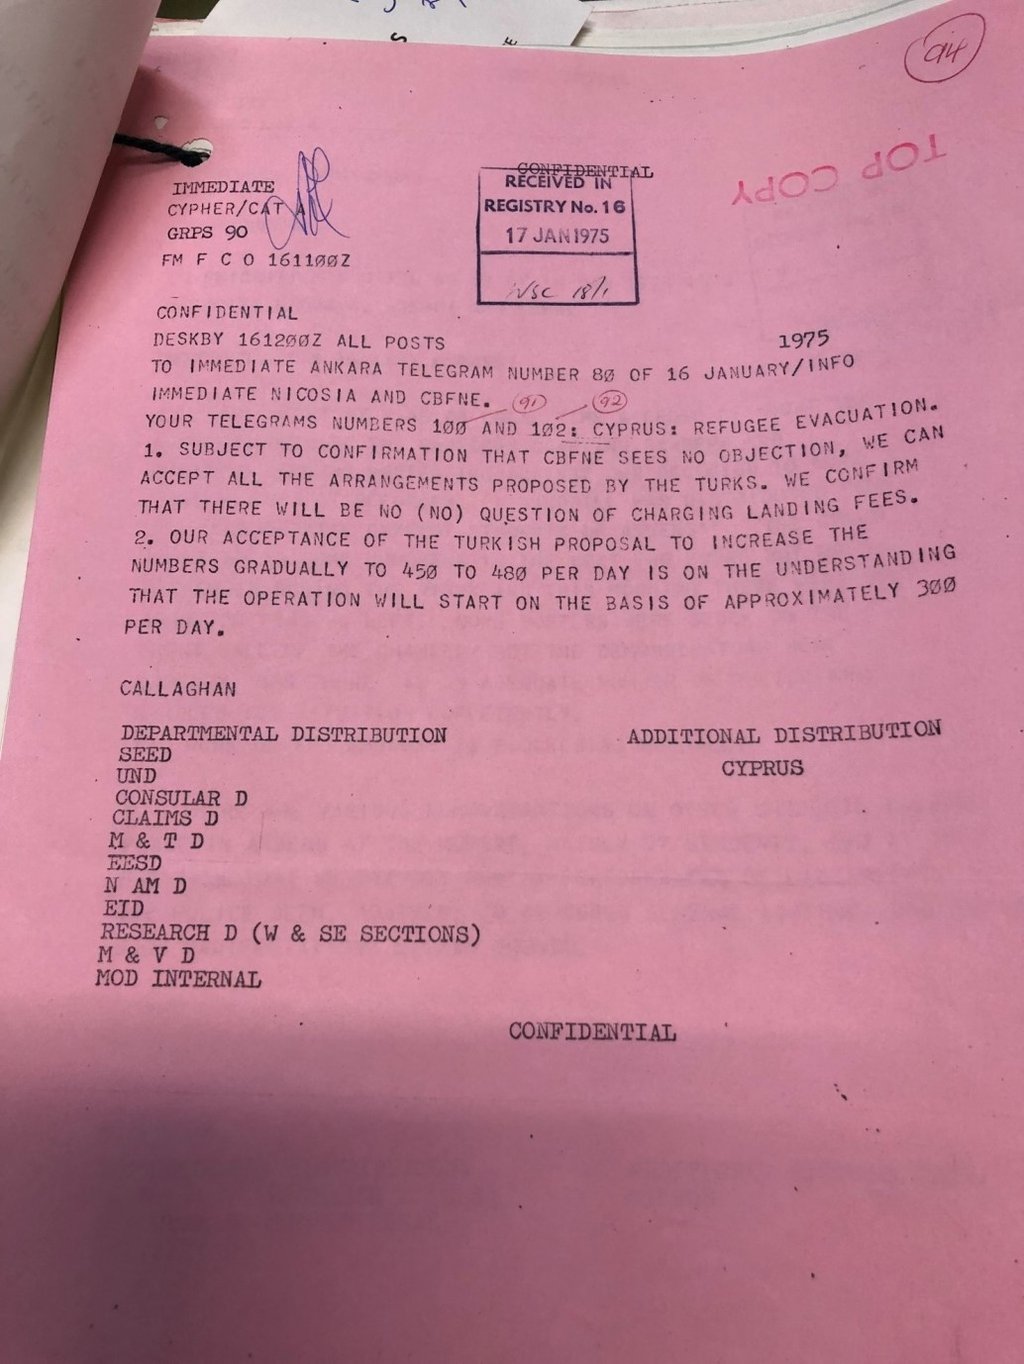 94
TOP COPY
CONFIDENTIAL
IMMEDIATE
CYPHER/CAT A
GRPS 90
FM F C O 161100Z
RECEIVED IN
REGISTRY No. 16
17 JAN 1975
WSC 18/1
CONFIDENTIAL
DESKBY 161200Z ALL POSTS 1975
TO IMMEDIATE ANKARA TELEGRAM NUMBER 80 OF 16 JANUARY/INFO
IMMEDIATE NICOSIA AND CBFNE. 91 92
YOUR TELEGRAMS NUMBERS 100 AND 102: CYPRUS: REFUGEE EVACUATION.
1. SUBJECT TO CONFIRMATION THAT CBFNE SEES NO OBJECTION, WE CAN
ACCEPT ALL THE ARRANGEMENTS PROPOSED BY THE TURKS. WE CONFIRM
THAT THERE WILL BE NO (NO) QUESTION OF CHARGING LANDING FEES.
2. OUR ACCEPTANCE OF THE TURKISH PROPOSAL TO INCREASE THE
NUMBERS GRADUALLY TO 450 TO 480 PER DAY IS ON THE UNDERSTANDING
THAT THE OPERATION WILL START ON THE BASIS OF APPROXIMATELY 300
PER DAY.
CALLAGHAN
DEPARTMENTAL DISTRIBUTION
SEED
UND
CONSULAR D
CLAIMS D
M & T D
EESD
N AM D
EID
RESEARCH D (W & SE SECTIONS)
M & V D
MOD INTERNAL
ADDITIONAL DISTRIBUTION
CYPRUS
CONFIDENTIAL